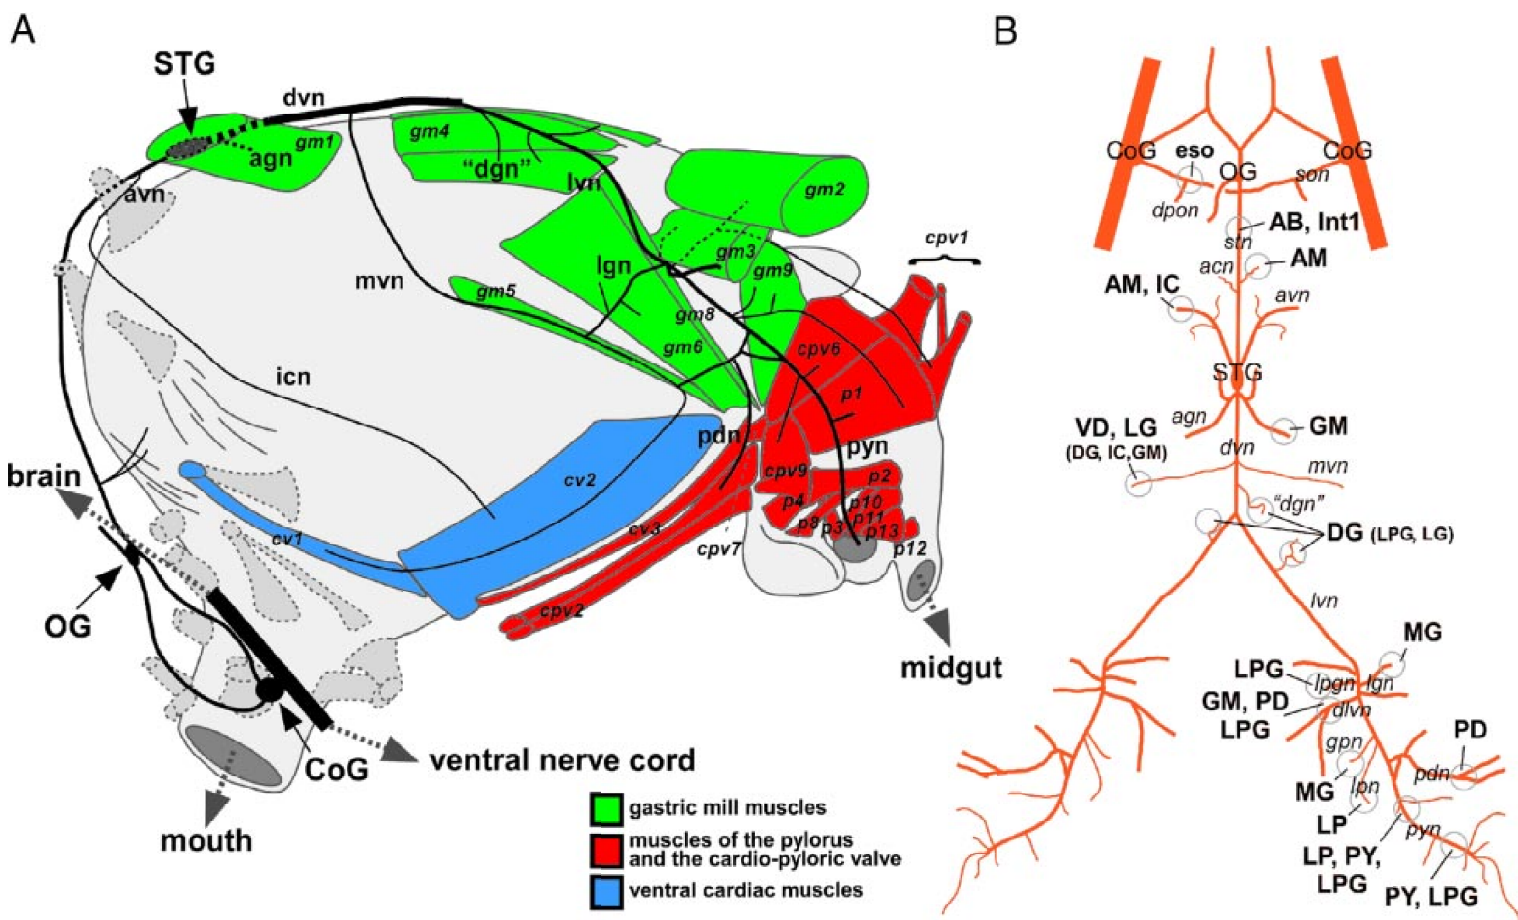 A
STG
dvn
gm1
agn
avn
gm4
"dgn"
lvn
gm2
cpv1
gm3
gm9
lgn
mvn
gm5
gm8
gm6
cpv6
icn
p1
pdn
pyn
brain
cv2
cpv9
p2
p4
p10
p11
p8
p3
p13
p12
cv1
cv3
cpv7
cpv2
OG
midgut
CoG
ventral nerve cord
mouth
gastric mill muscles
muscles of the pylorus
and the cardio-pyloric valve
ventral cardiac muscles
B
CoG
eso
CoG
OG
son
dpon
AB, Int1
stn
acn
AM
AM, IC
avn
STG
agn
GM
VD, LG
(DG, IC,GM)
dvn
mvn
"dgn"
DG (LPG, LG)
lvn
MG
LPG
lpgn
lgn
GM, PD
LPG
dlvn
PD
gpn
pdn
MG
lpn
LP
pyn
LP, PY,
LPG
PY, LPG